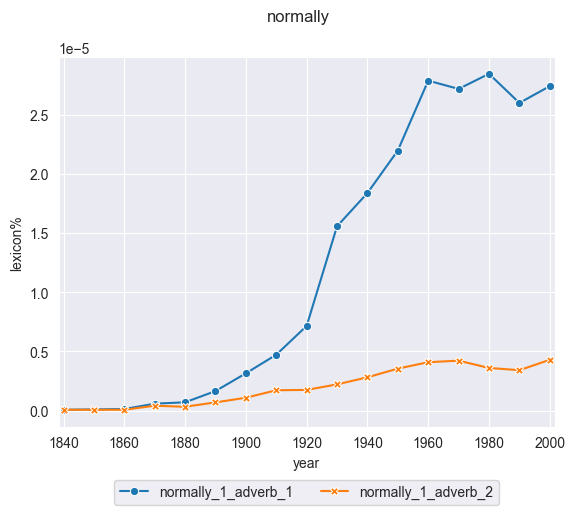 normally
1e−5
2.5
2.0
1.5
1.0
0.5
0.0
lexicon%
1840 1860 1880 1900 1920 1940 1960 1980 2000
year
normally_1_adverb_1 normally_1_adverb_2